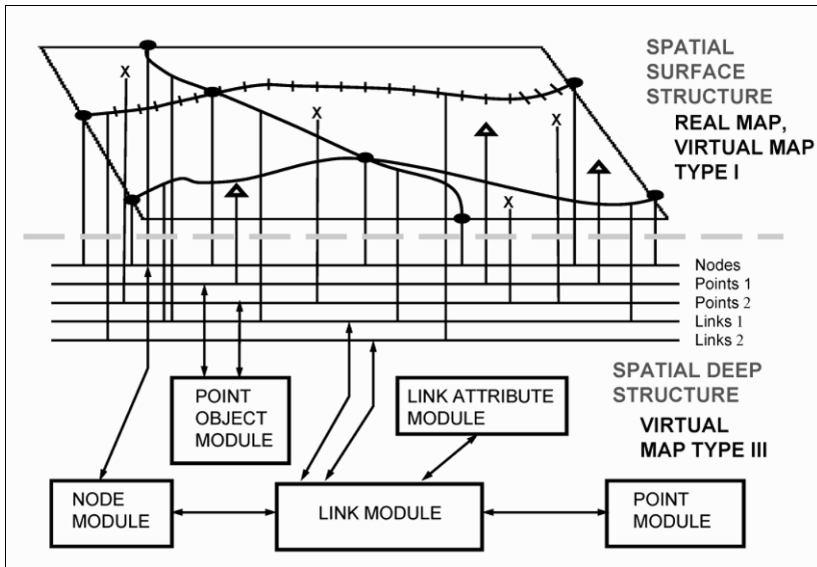 SPATIAL
SURFACE
STRUCTURE
REAL MAP,
VIRTUAL MAP
TYPE I
X
X
X
X
Nodes
Points 1
Points 2
Links 1
Links 2
SPATIAL DEEP
STRUCTURE
VIRTUAL
MAP TYPE III
POINT
OBJECT
MODULE
LINK ATTRIBUTE
MODULE
NODE
MODULE
LINK MODULE
POINT
MODULE